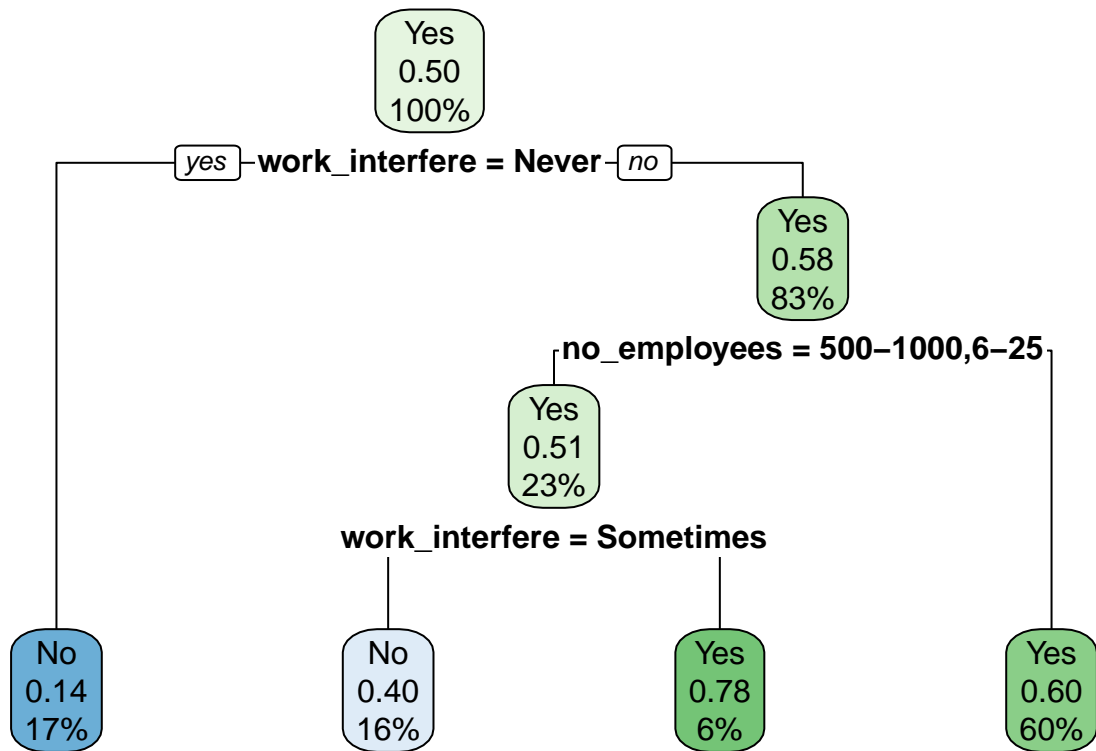 Yes
0.50
100%
yes work_interfere = Never no
Yes
0.58
83%
no_employees = 500−1000,6−25
Yes
0.51
23%
work_interfere = Sometimes
No
0.14
17%
No
0.40
16%
Yes
0.78
6%
Yes
0.60
60%